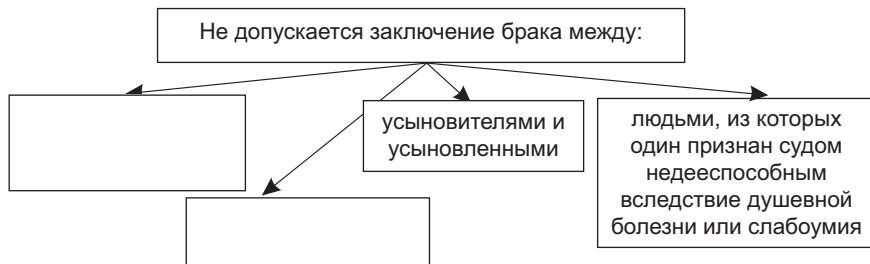 Не допускается заключение брака между:
усыновителями и
усыновленными
людьми, из которых
один признан судом
недееспособным
вследствие душевной
болезни или слабоумия